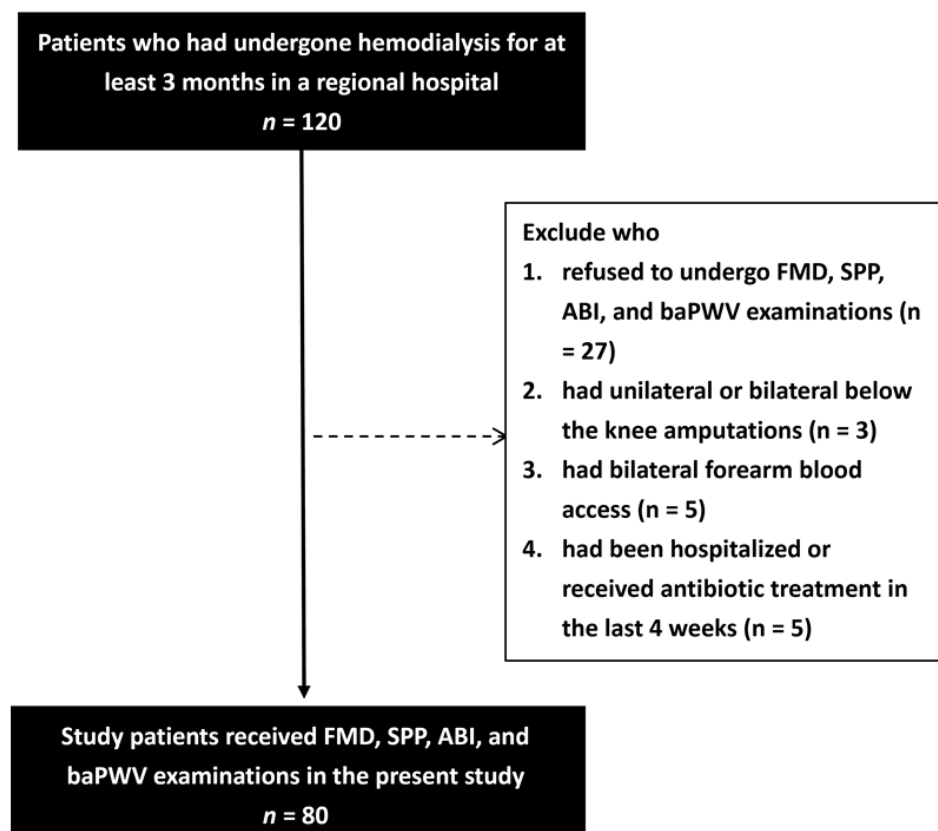 Patients who had undergone hemodialysis for at
least 3 months in a regional hospital
n = 120
Exclude who
1. refused to undergo FMD, SPP,
ABI, and baPWV examinations (n
= 27)
2. had unilateral or bilateral below
the knee amputations (n = 3)
3. had bilateral forearm blood
access (n = 5)
4. had been hospitalized or
received antibiotic treatment in
the last 4 weeks (n = 5)
Study patients received FMD, SPP, ABI, and
baPWV examinations in the present study
n = 80